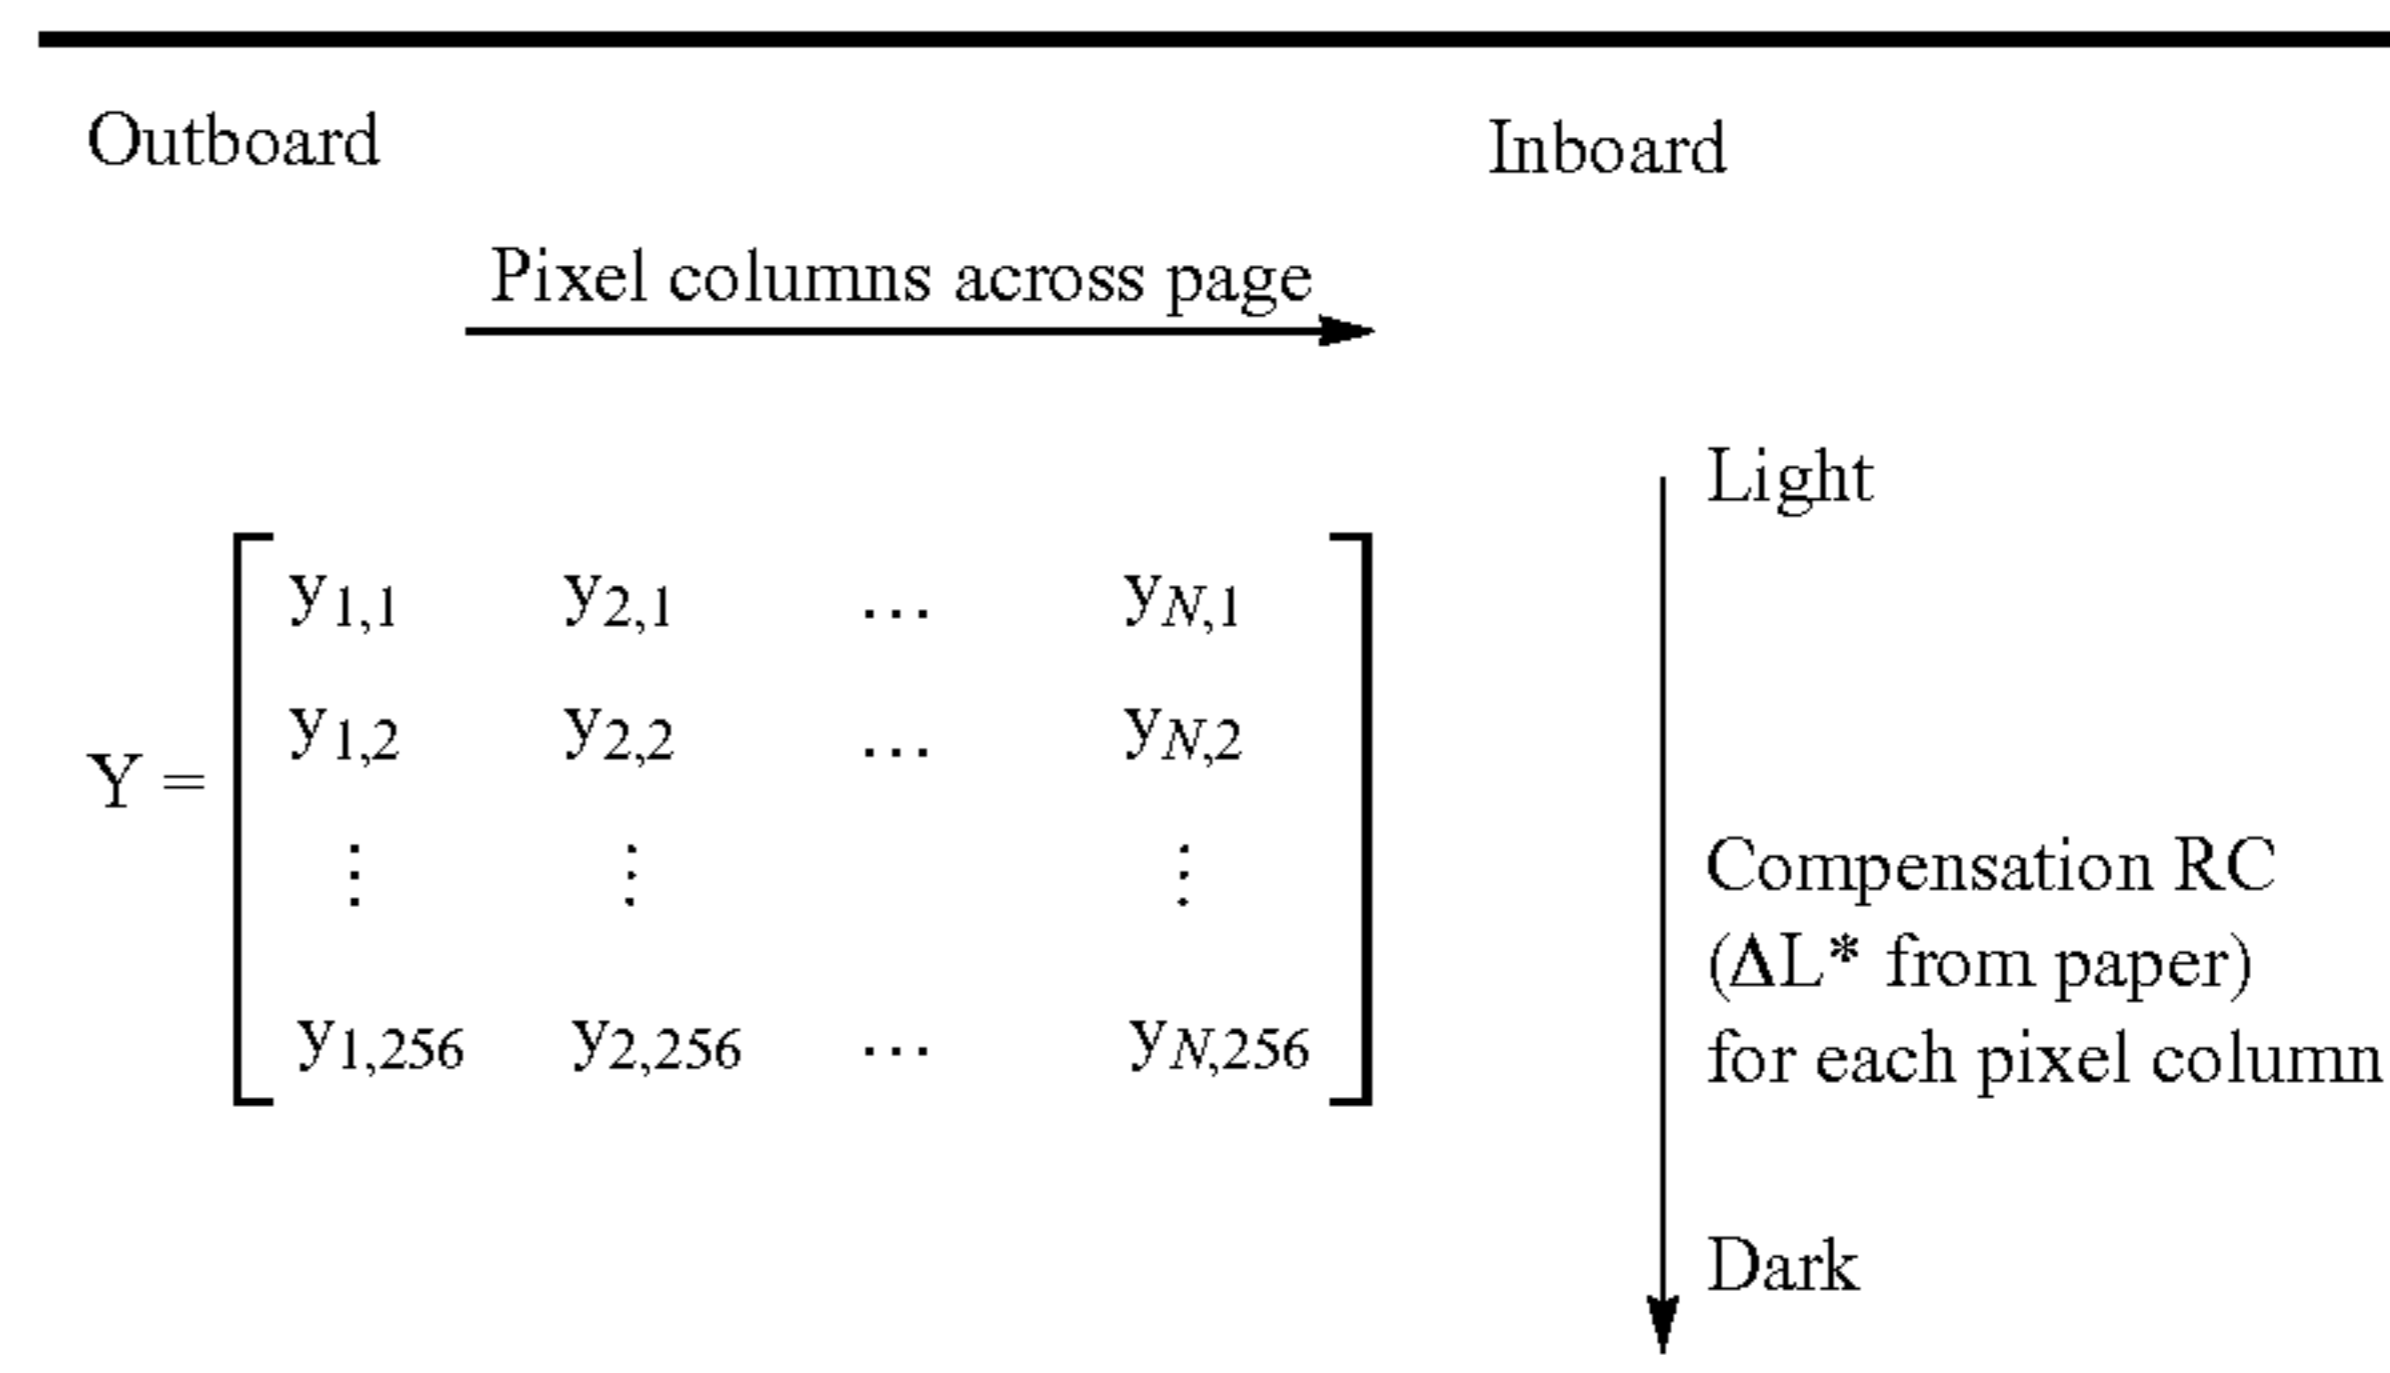 Outboard Inboard
Pixel columns across page
Light
y1,1 y2,1 ... yN,1
y1,2 y2,2 ... yN,2
Y =
⋮ ⋮ ⋮
Compensation RC
(ΔL* from paper)
y1,256 y2,256 ... yN,256
for each pixel column
Dark